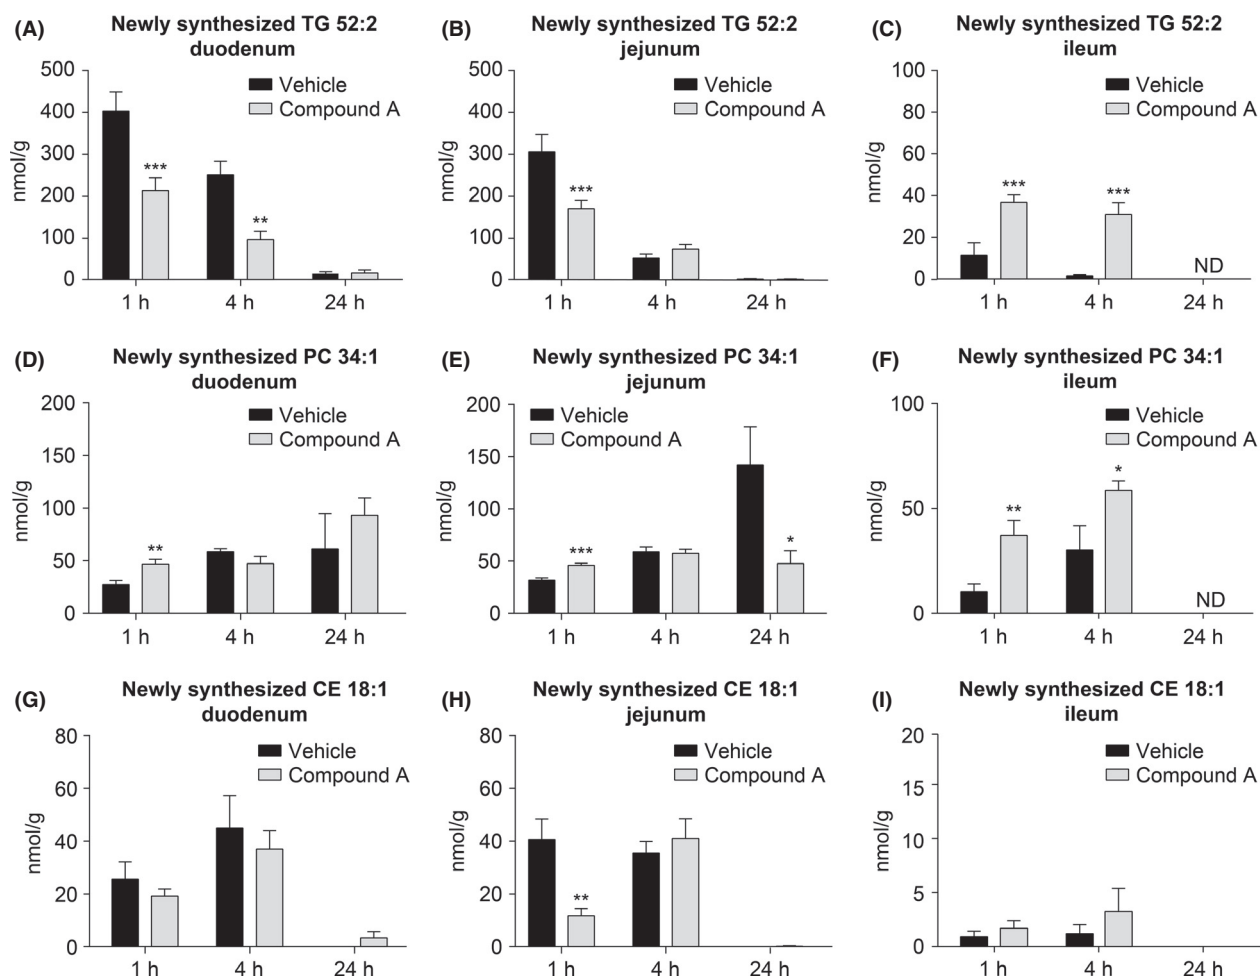 (A) Newly synthesized TG 52:2
duodenum
500
400
300
200
100
0
nmol/g
Vehicle
Compound A
***
**
1 h 4 h 24 h
(B) Newly synthesized TG 52:2
jejunum
500
400
300
200
100
0
nmol/g
Vehicle
Compound A
***
1 h 4 h 24 h
(C) Newly synthesized TG 52:2
ileum
100
80
60
40
20
0
nmol/g
Vehicle
Compound A
***
***
ND
1 h 4 h 24 h
(D) Newly synthesized PC 34:1
duodenum
200
150
100
50
0
nmol/g
Vehicle
Compound A
**
1 h 4 h 24 h
(E) Newly synthesized PC 34:1
jejunum
200
150
100
50
0
nmol/g
Vehicle
Compound A
***
*
1 h 4 h 24 h
(F) Newly synthesized PC 34:1
ileum
100
50
0
nmol/g
Vehicle
Compound A
**
*
ND
1 h 4 h 24 h
(G) Newly synthesized CE 18:1
duodenum
80
60
40
20
0
nmol/g
Vehicle
Compound A
1 h 4 h 24 h
(H) Newly synthesized CE 18:1
jejunum
80
60
40
20
0
nmol/g
Vehicle
Compound A
**
1 h 4 h 24 h
(I) Newly synthesized CE 18:1
ileum
20
15
10
5
0
nmol/g
Vehicle
Compound A
1 h 4 h 24 h